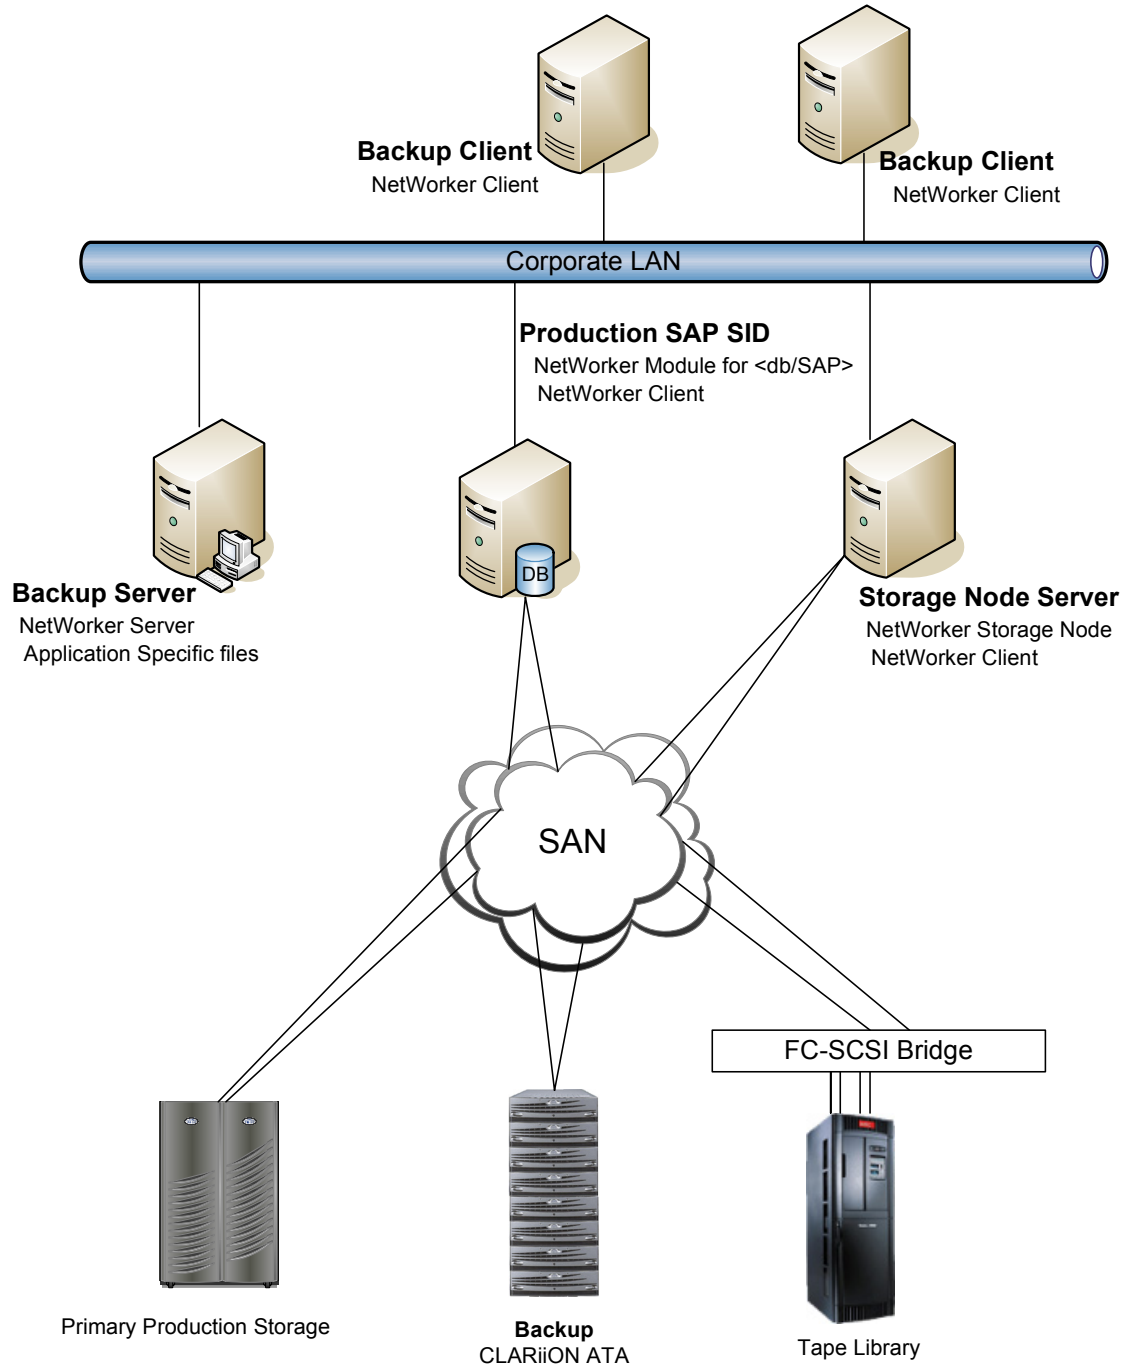 Backup Client
NetWorker Client
Backup Client
NetWorker Client
Corporate LAN
Production SAP SID
NetWorker Module for <db/SAP>
NetWorker Client
DB
Backup Server
NetWorker Server
Application Specific files
Storage Node Server
NetWorker Storage Node
NetWorker Client
SAN
FC-SCSI Bridge
Primary Production Storage
Backup
CLARiiON ATA
Tape Library